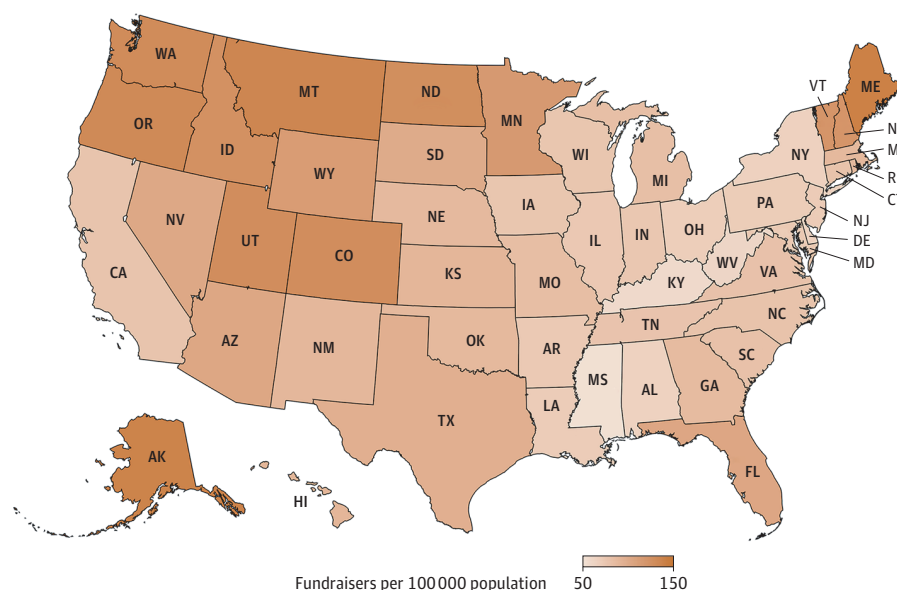 WA
MT
ND
MN
VT
ME
OR
ID
SD
WI
NY
N
M
WY
MI
R
CT
IA
PA
NV
NE
NJ
UT
CO
IL
IN
OH
DE
CA
KS
MO
WV
VA
MD
KY
NC
AZ
NM
OK
TN
AR
SC
MS
AL
GA
TX
LA
AK
FL
HI
Fundraisers per 100 000 population
50
150